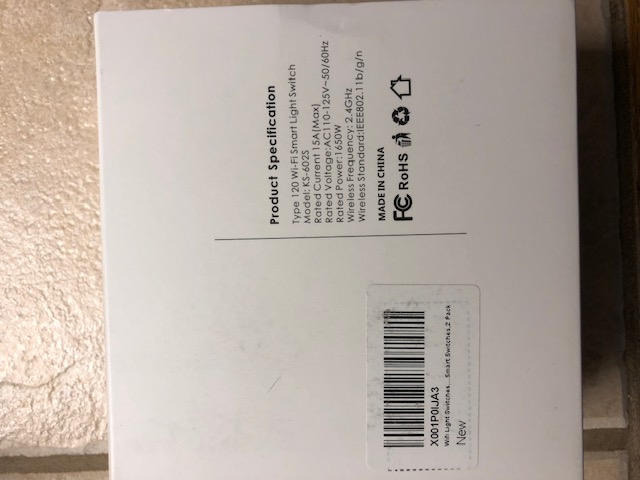 Product Specification
Type 120 Wi-Fi Smart Light Switch
Model: KS-602S
Rated Current 15A(Max)
Rated Voltage:AC110-125V~50/60Hz
Rated Power:1650W
Wireless Frequency: 2.4GHz
Wireless Standard:IEEE802.11b/g/n
MADE IN CHINA
FC RoHS
X001P0IJA3
Wifi Light Switches,...Smart Switches,2 Pack
New